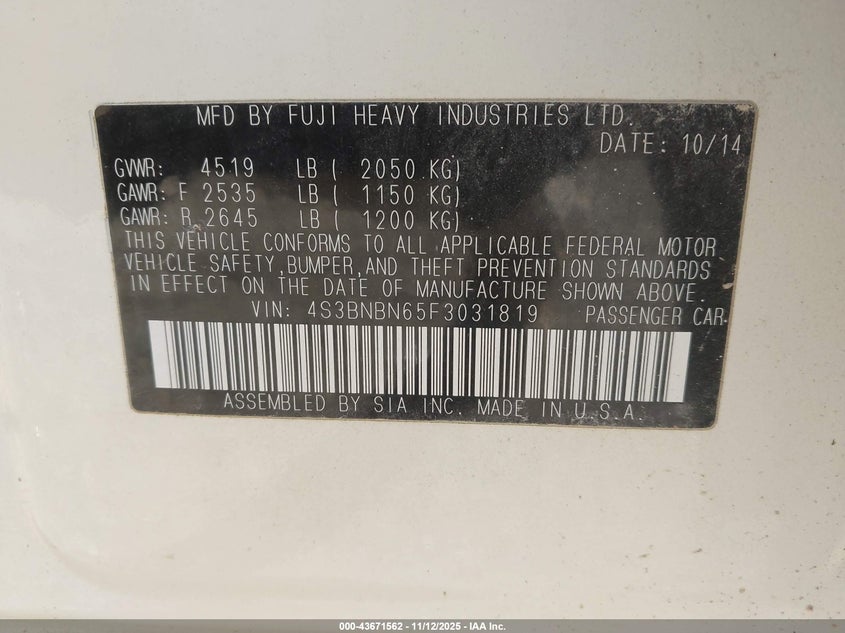 MFD BY FUJI HEAVY INDUSTRIES LTD.
DATE: 10/14
GVWR: 4519 LB ( 2050 KG)
GAWR: F 2535 LB ( 1150 KG)
GAWR: R 2645 LB ( 1200 KG)
THIS VEHICLE CONFORMS TO ALL APPLICABLE FEDERAL MOTOR
VEHICLE SAFETY,BUMPER,AND THEFT PREVENTION STANDARDS
IN EFFECT ON THE DATE OF MANUFACTURE SHOWN ABOVE.
VIN: 4S3BNBN65F3031819 PASSENGER CAR
ASSEMBLED BY SIA INC. MADE IN U.S.A.
000-43671562 - 11/12/2025 - IAA Inc.